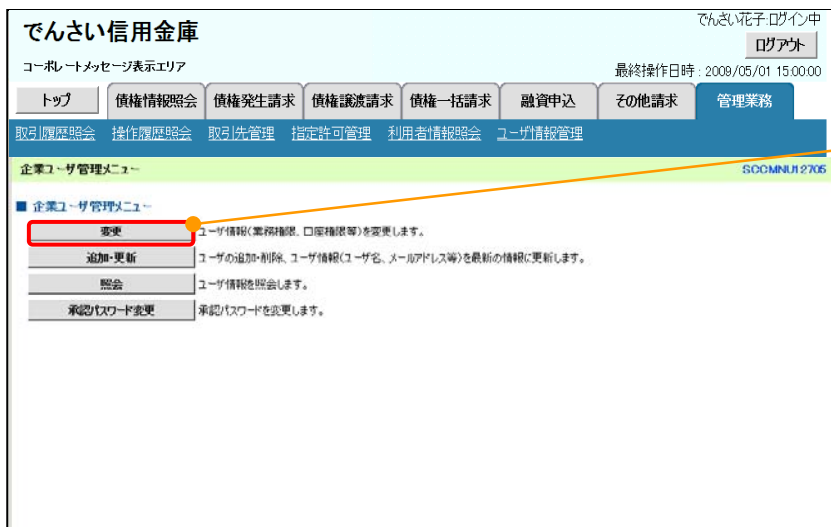 でんさい信用金庫
でんさい花子:ログイン中
ログアウト
コーポレートメッセージ表示エリア
最終操作日時 : 2009/05/01 15:00:00
トップ 債権情報照会 債権発生請求 債権譲渡請求 債権一括請求 融資申込 その他請求 管理業務
取引履歴照会 操作履歴照会 取引先管理 指定許可管理 利用者情報照会 ユーザ情報管理
企業ユーザ管理メニュー SCCMNU12705
■ 企業ユーザ管理メニュー
変更 ユーザ情報(業務権限、口座権限等)を変更します。
追加・更新 ユーザの追加・削除、ユーザ情報(ユーザ名、メールアドレス等)を最新の情報に更新します。
照会 ユーザ情報を照会します。
承認パスワード変更 承認パスワードを変更します。